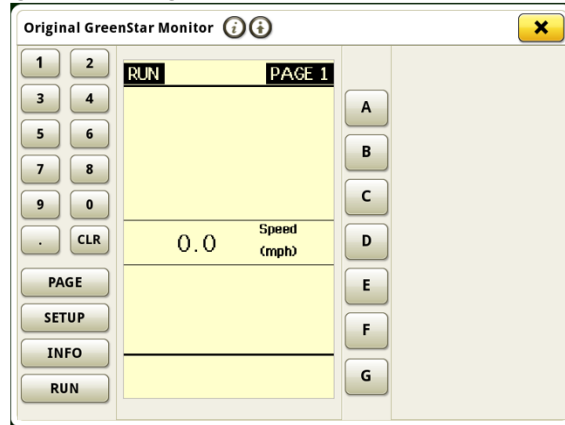 Original GreenStar Monitor
1 2
RUN PAGE 1
3 4
A
5 6
B
7 8
C
9 0
Speed
. CLR
0.0
(mph)
D
PAGE
E
SETUP
F
INFO
G
RUN